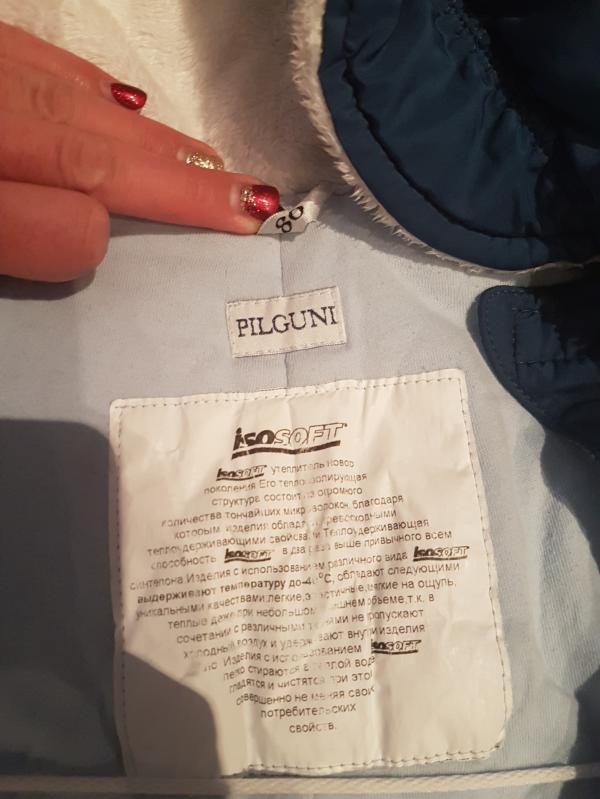 80
PILGUNI
isosoft
isosoft утеплитель нового
поколения Его теплоизолирующая
структура состоит из огромного
количества тончайших микроволокон, благодаря
которым изделия обладают превосходными
теплоудерживающими свойствами Теплоудерживающая
способность isosoft в два раза выше привычного всем
синтепона Изделия с использованием различного вида isosoft
выдерживают температуру до °C, обладают следующими
уникальными качествами, легкие, эластичные, мягкие на ощупь,
теплые даже при небольшом внешнем объеме, т.к. в
сочетании с различными тканями не пропускают
холодный воздух и удерживают внутри изделия
Изделия с использованием isosoft
легко стираются в теплой воде
гладятся и чистятся при этом
совершенно не меняя своих
потребительских
свойств.